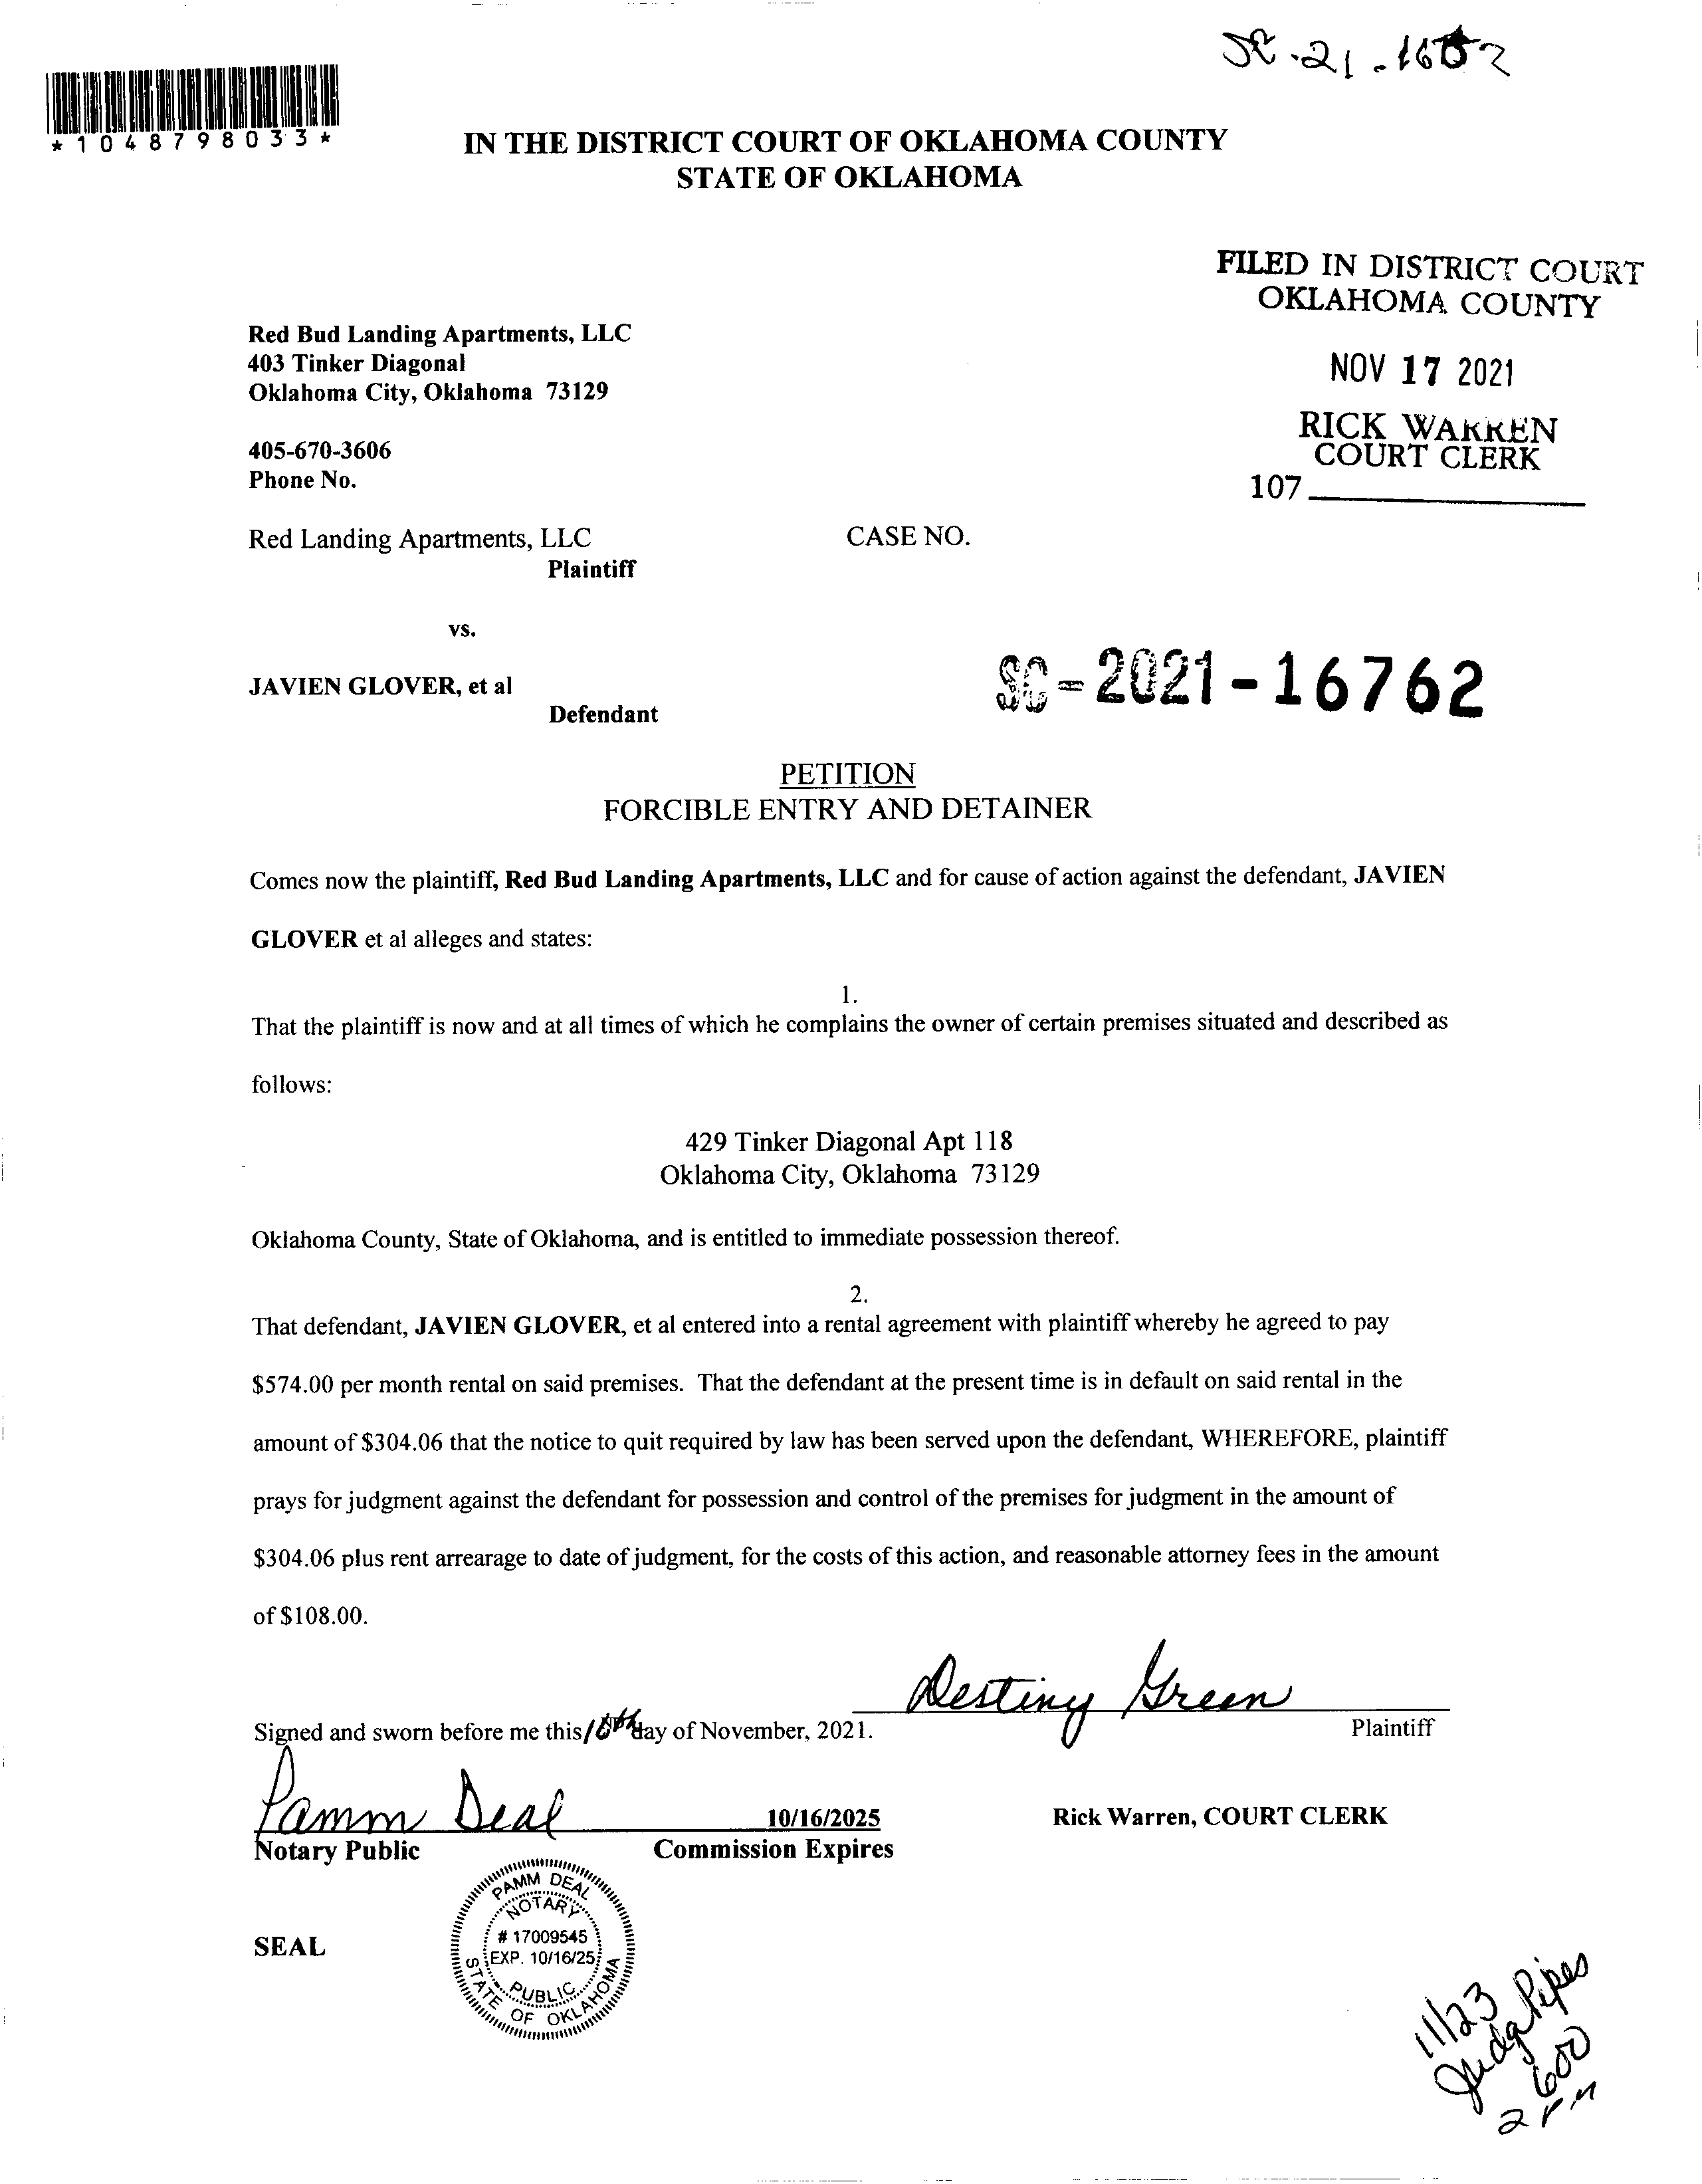 *1048798033*
IN THE DISTRICT COURT OF OKLAHOMA COUNTY
STATE OF OKLAHOMA
FILED IN DISTRICT COURT
OKLAHOMA COUNTY
NOV 17 2021
RICK WARREN
COURT CLERK
107
Red Bud Landing Apartments, LLC
403 Tinker Diagonal
Oklahoma City, Oklahoma 73129
405-670-3606
Phone No.
Red Landing Apartments, LLC
Plaintiff
CASE NO.
vs.
JAVIEN GLOVER, et al
Defendant
SC-2021-16762
PETITION
FORCIBLE ENTRY AND DETAINER
Comes now the plaintiff, Red Bud Landing Apartments, LLC and for cause of action against the defendant, JAVIEN
GLOVER et al alleges and states:
1.
That the plaintiff is now and at all times of which he complains the owner of certain premises situated and described as
follows:
429 Tinker Diagonal Apt 118
Oklahoma City, Oklahoma 73129
Oklahoma County, State of Oklahoma, and is entitled to immediate possession thereof.
2.
That defendant, JAVIEN GLOVER, et al entered into a rental agreement with plaintiff whereby he agreed to pay
$574.00 per month rental on said premises. That the defendant at the present time is in default on said rental in the
amount of $304.06 that the notice to quit required by law has been served upon the defendant, WHEREFORE, plaintiff
prays for judgment against the defendant for possession and control of the premises for judgment in the amount of
$304.06 plus rent arrearage to date of judgment, for the costs of this action, and reasonable attorney fees in the amount
of $108.00.
Destiny Green
Signed and sworn before me this 16th day of November, 2021.
Plaintiff
Pamm Deal
10/16/2025
Rick Warren, COURT CLERK
Notary Public
Commission Expires
SEAL
PAMM DEAL
NOTARY
# 17009545
EXP. 10/16/25
PUBLIC
STATE OF OKLAHOMA
11/23
Judge Pipes
600
2 PM